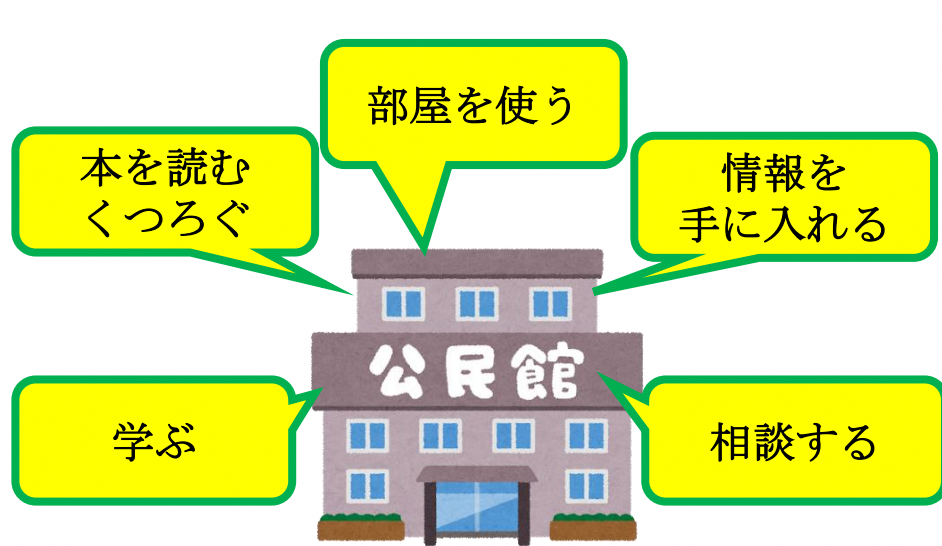 部屋を使う
本を読む
くつろぐ
情報を
手に入れる
公民館
学ぶ
相談する